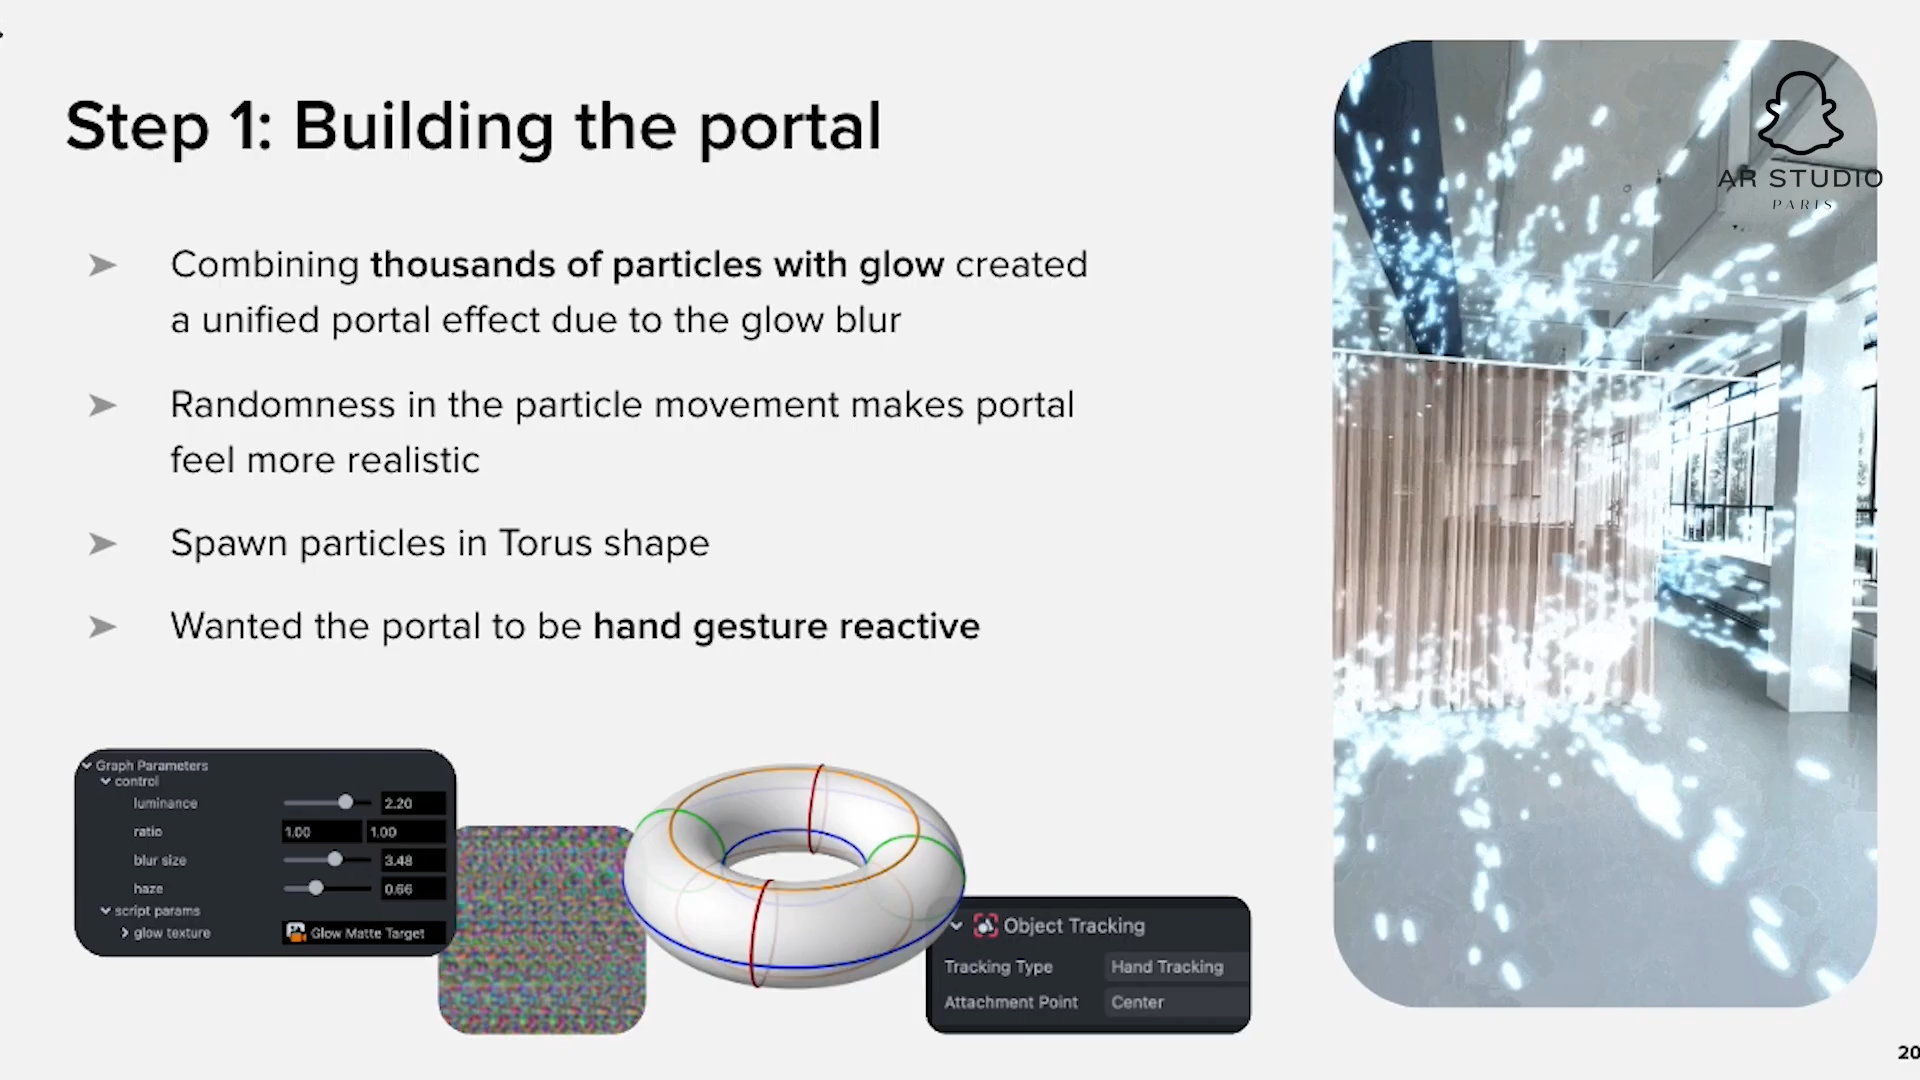 Step 1: Building the portal
Combining thousands of particles with glow created
a unified portal effect due to the glow blur
Randomness in the particle movement makes portal
feel more realistic
Spawn particles in Torus shape
Wanted the portal to be hand gesture reactive
AR STUDIO
PARIS
Graph Parameters
control
luminance 2.20
ratio 1.00 1.00
blur size 3.48
haze 0.66
script params
glow texture Glow Matte Target
Object Tracking
Tracking Type Hand Tracking
Attachment Point Center
20